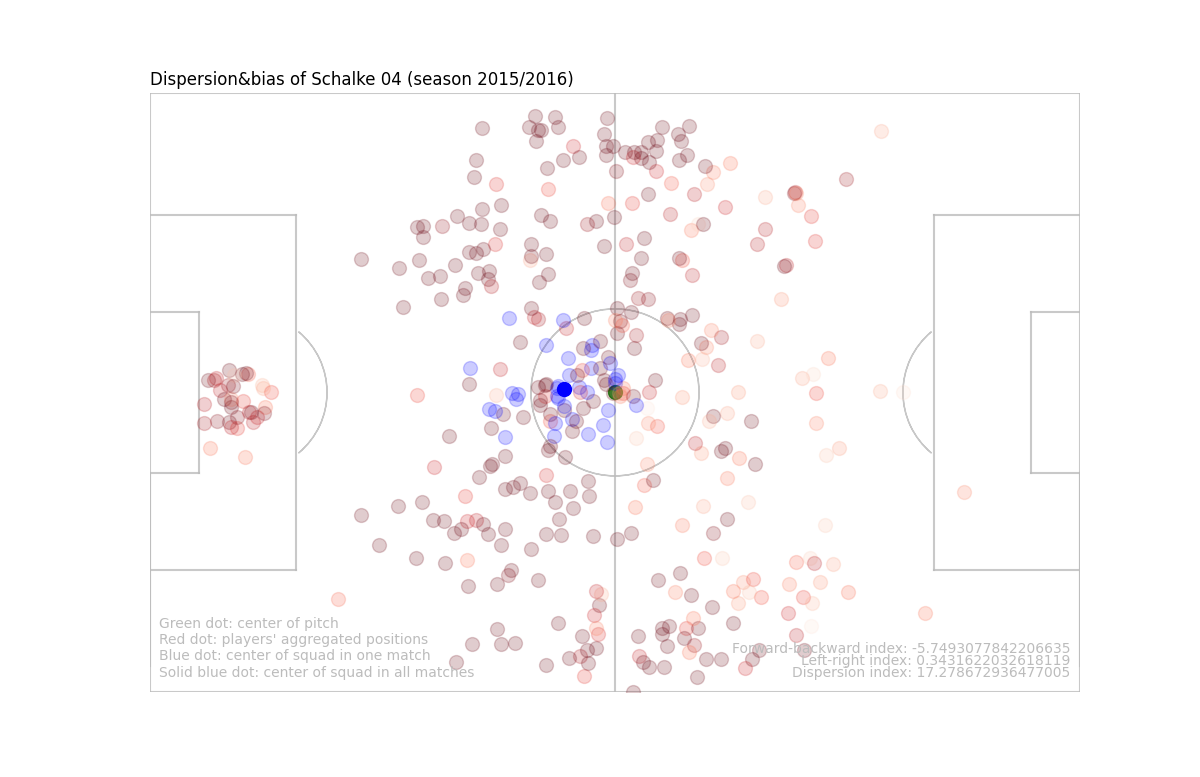 Dispersion&bias of Schalke 04 (season 2015/2016)
Green dot: center of pitch
Red dot: players' aggregated positions
Blue dot: center of squad in one match
Solid blue dot: center of squad in all matches
Forward-backward index: -5.7493077842206635
Left-right index: 0.3431622032618119
Dispersion index: 17.278672936477005